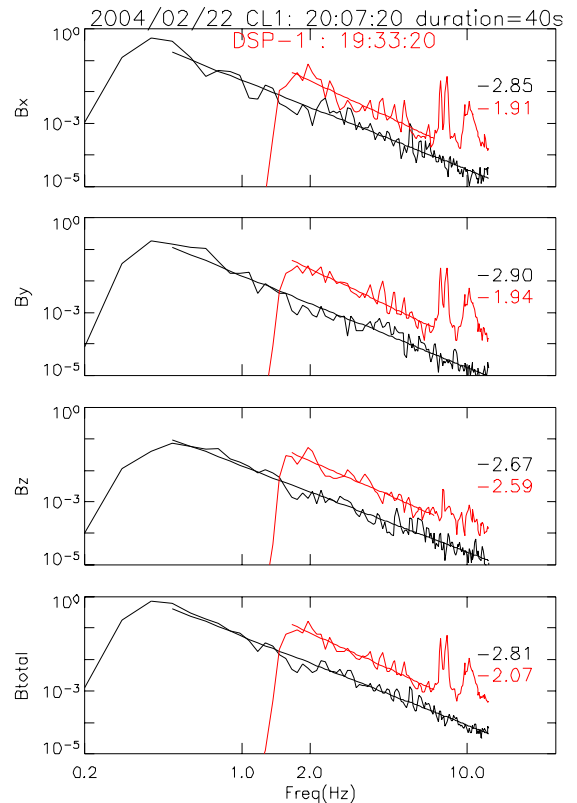 2004/02/22 CL1: 20:07:20 duration=40s
DSP-1 : 19:33:20
10^0
10^-3
10^-5
Bx
-2.85
-1.91
10^0
10^-3
10^-5
By
-2.90
-1.94
10^0
10^-3
10^-5
Bz
-2.67
-2.59
10^0
10^-3
10^-5
Btotal
-2.81
-2.07
0.2 1.0 2.0 10.0
Freq(Hz)